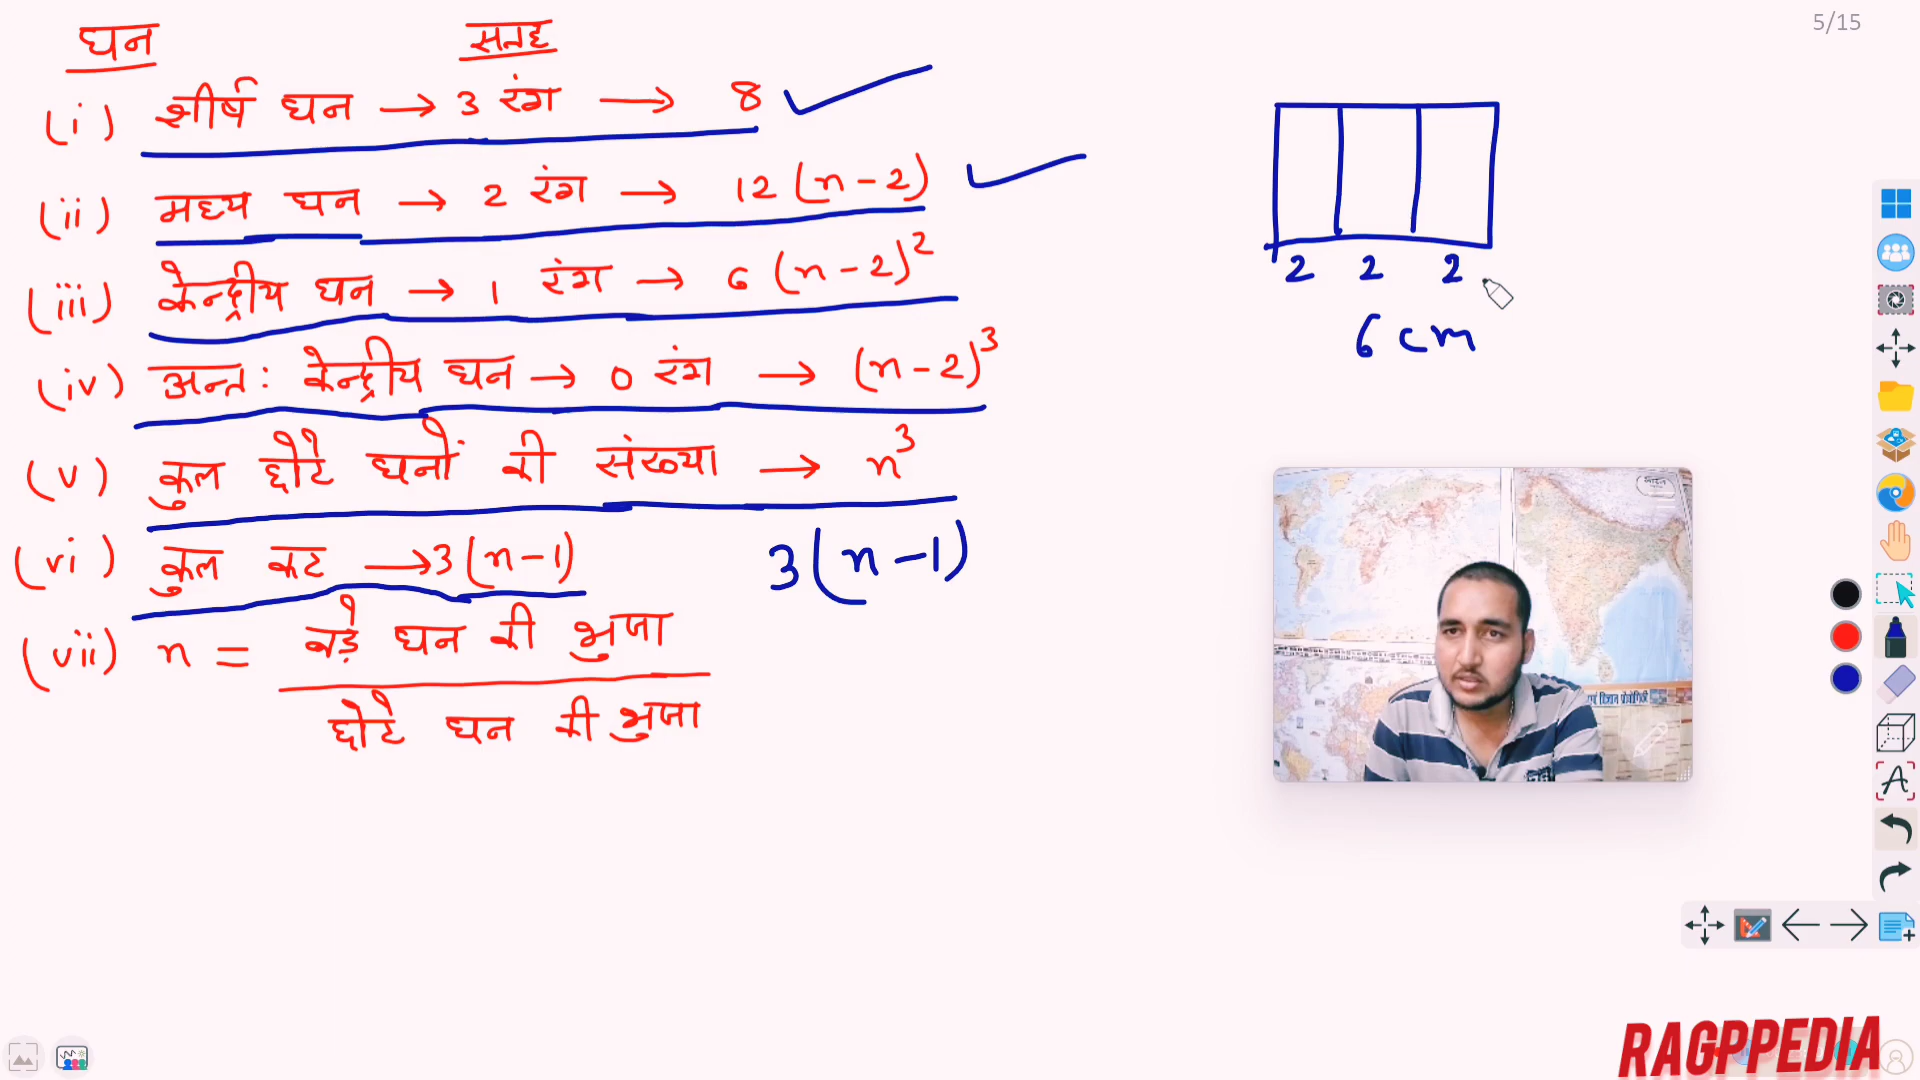 5/15
घन सतह
(i) शीर्ष घन → 3 रंग → 8
(ii) मध्य घन → 2 रंग → 12 (n-2)
(iii) केन्द्रीय घन → 1 रंग → 6 (n-2)²
(iv) अन्त: केन्द्रीय घन → 0 रंग → (n-2)³
(v) कुल छोटे घनों की संख्या → n³
(vi) कुल कट → 3(n-1) 3(n-1)
(vii) n = बड़े घन की भुजा
छोटे घन की भुजा
2 2 2
6 cm
RAGPPEDIA